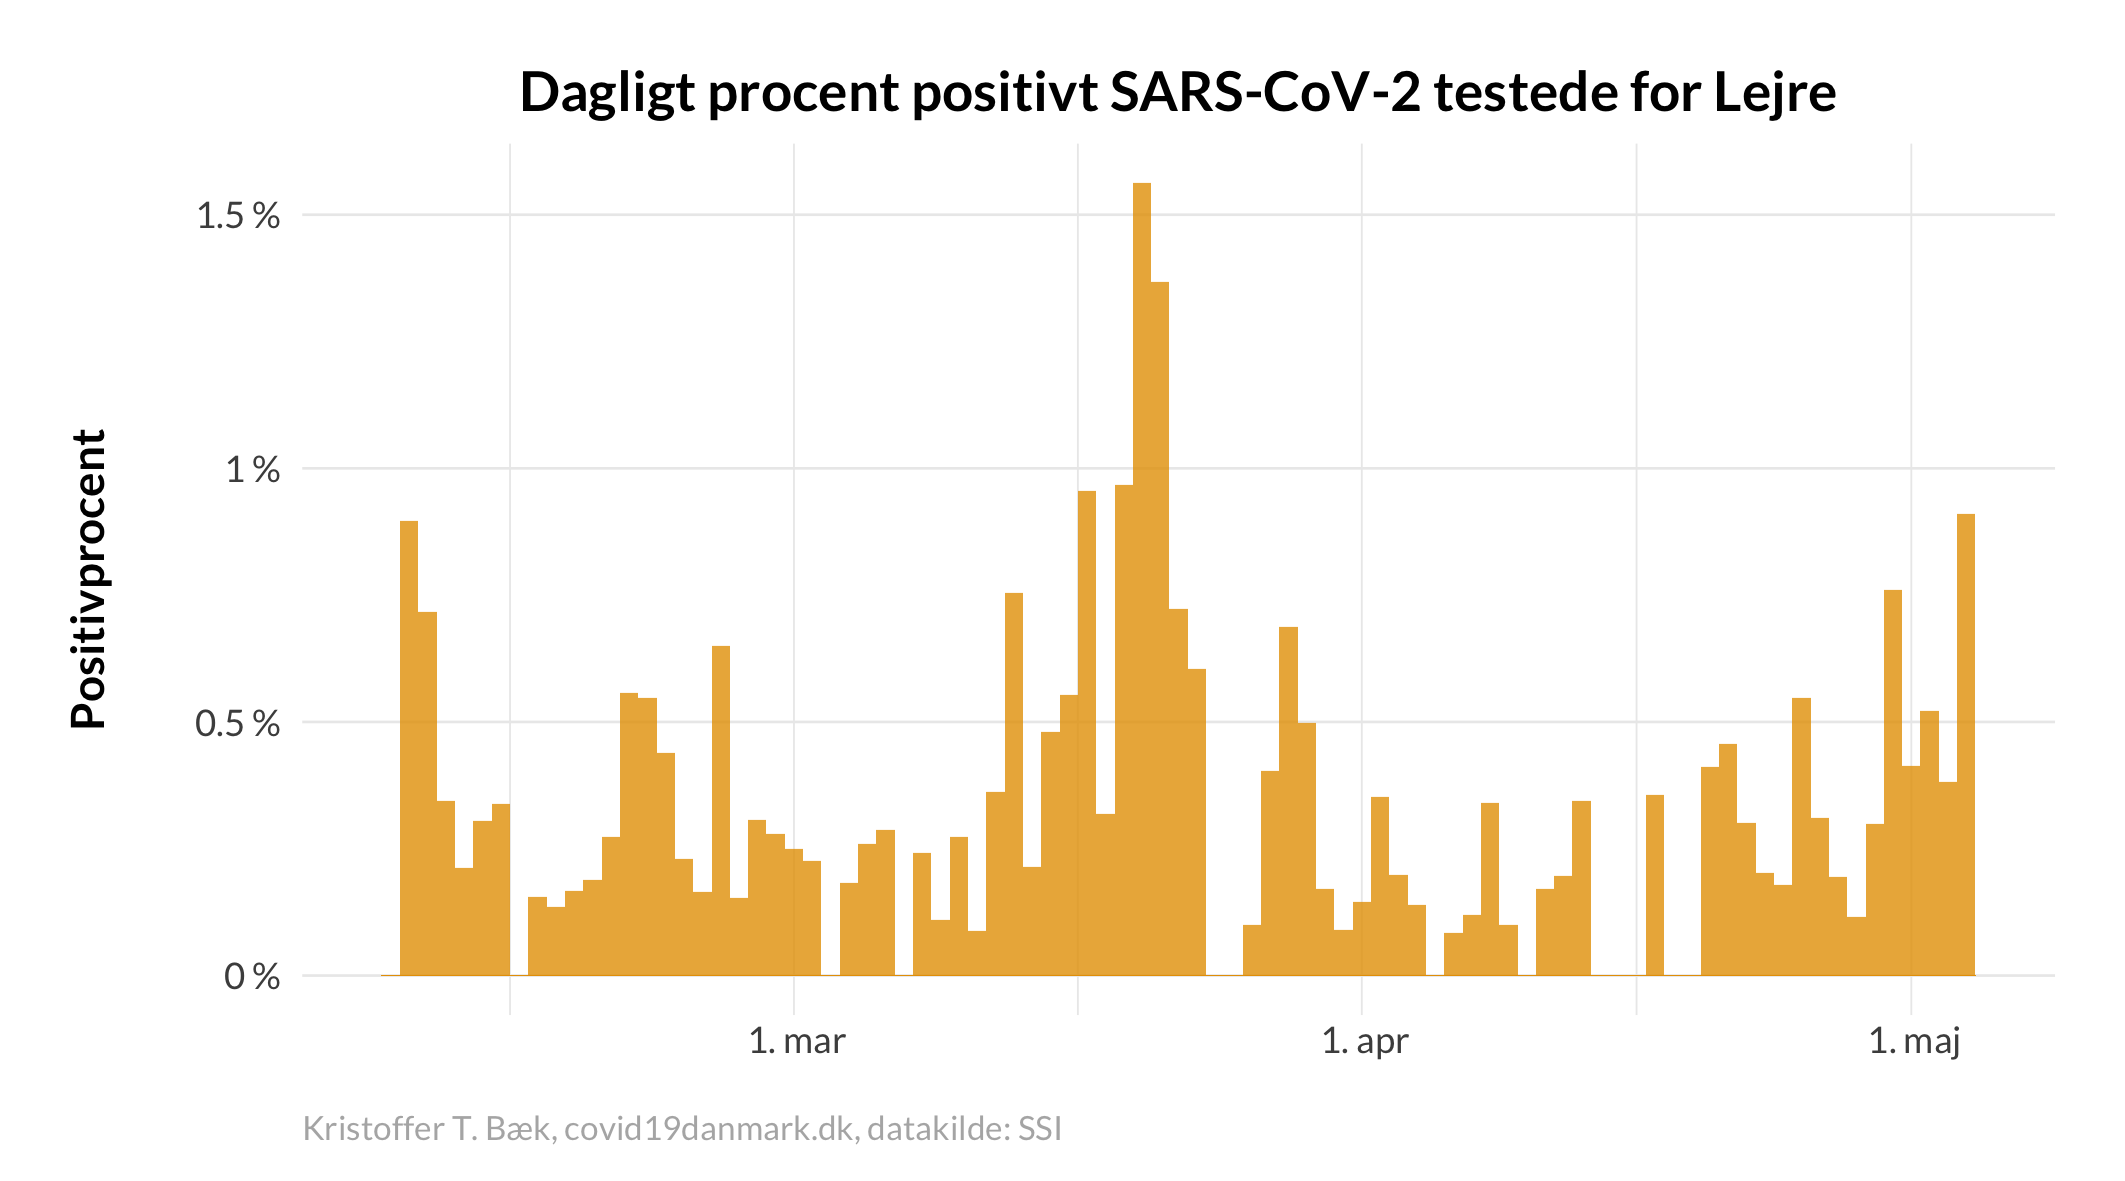 Dagligt procent positivt SARS-CoV-2 testede for Lejre
Positivprocent
1.5 %
1 %
0.5 %
0 %
1. mar
1. apr
1. maj
Kristoffer T. Bæk, covid19danmark.dk, datakilde: SSI